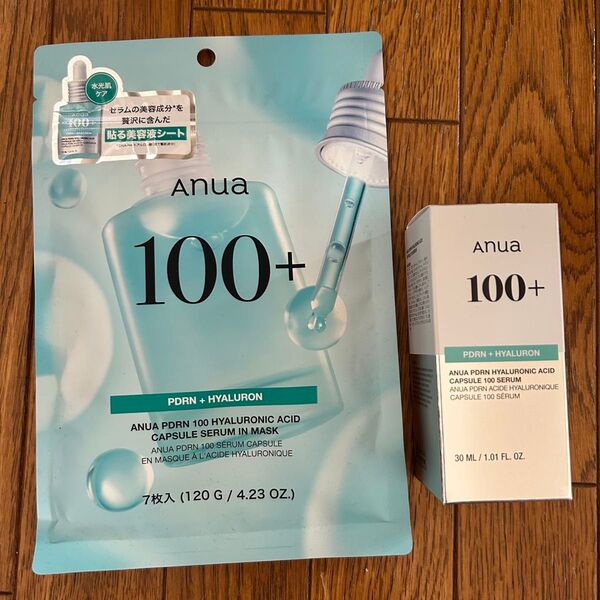 水光肌
ケア
セラムの美容成分*を
贅沢に含んだ
貼る美容液シート
Anua
100+
Anua
100+
PDRN + HYALURON
ANUA PDRN 100 HYALURONIC ACID
CAPSULE SERUM IN MASK
ANUA PDRN 100 SÉRUM CAPSULE
EN MASQUE À L'ACIDE HYALURONIQUE
7枚入 (120 G / 4.23 OZ.)
Anua
100+
PDRN + HYALURON
ANUA PDRN HYALURONIC ACID
CAPSULE 100 SERUM
ANUA PDRN ACIDE HYALURONIQUE
CAPSULE 100 SÉRUM
30 ML / 1.01 FL. OZ.